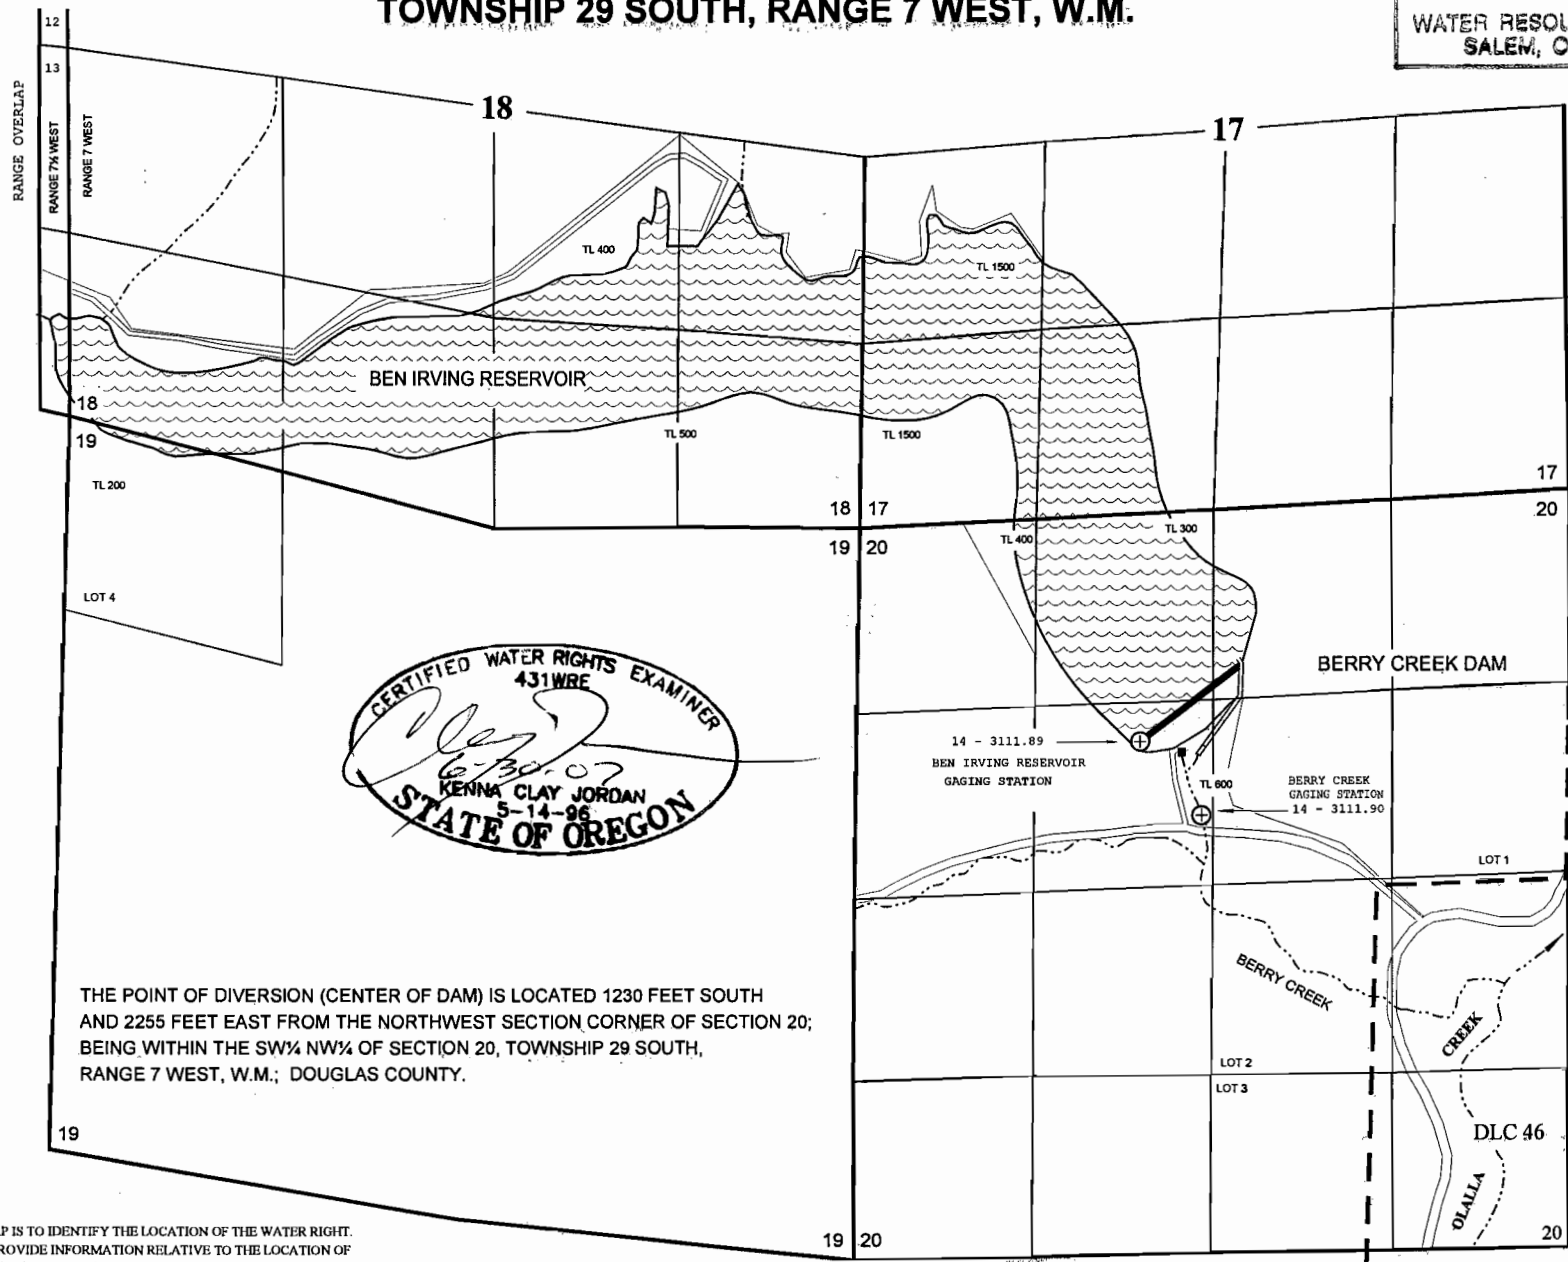 TOWNSHIP 29 SOUTH, RANGE 7 WEST, W.M.
WATER RESOU
SALEM, O
RANGE OVERLAP
12
13
RANGE 7½ WEST
RANGE 7 WEST
18
17
TL 400
TL 1500
BEN IRVING RESERVOIR
18
19
TL 500
TL 1500
TL 200
17
20
18 17
19 20
TL 400
TL 300
LOT 4
CERTIFIED WATER RIGHTS EXAMINER
431WRE
KENNA CLAY JORDAN
5-14-96
STATE OF OREGON
BERRY CREEK DAM
14 - 3111.89
BEN IRVING RESERVOIR
GAGING STATION
TL 600
BERRY CREEK
GAGING STATION
14 - 3111.90
LOT 1
BERRY CREEK
CREEK
THE POINT OF DIVERSION (CENTER OF DAM) IS LOCATED 1230 FEET SOUTH
AND 2255 FEET EAST FROM THE NORTHWEST SECTION CORNER OF SECTION 20;
BEING WITHIN THE SW¼ NW¼ OF SECTION 20, TOWNSHIP 29 SOUTH,
RANGE 7 WEST, W.M.; DOUGLAS COUNTY.
LOT 2
LOT 3
19
DLC 46
OLALLA
P IS TO IDENTIFY THE LOCATION OF THE WATER RIGHT.
ROVIDE INFORMATION RELATIVE TO THE LOCATION OF
19 20
20